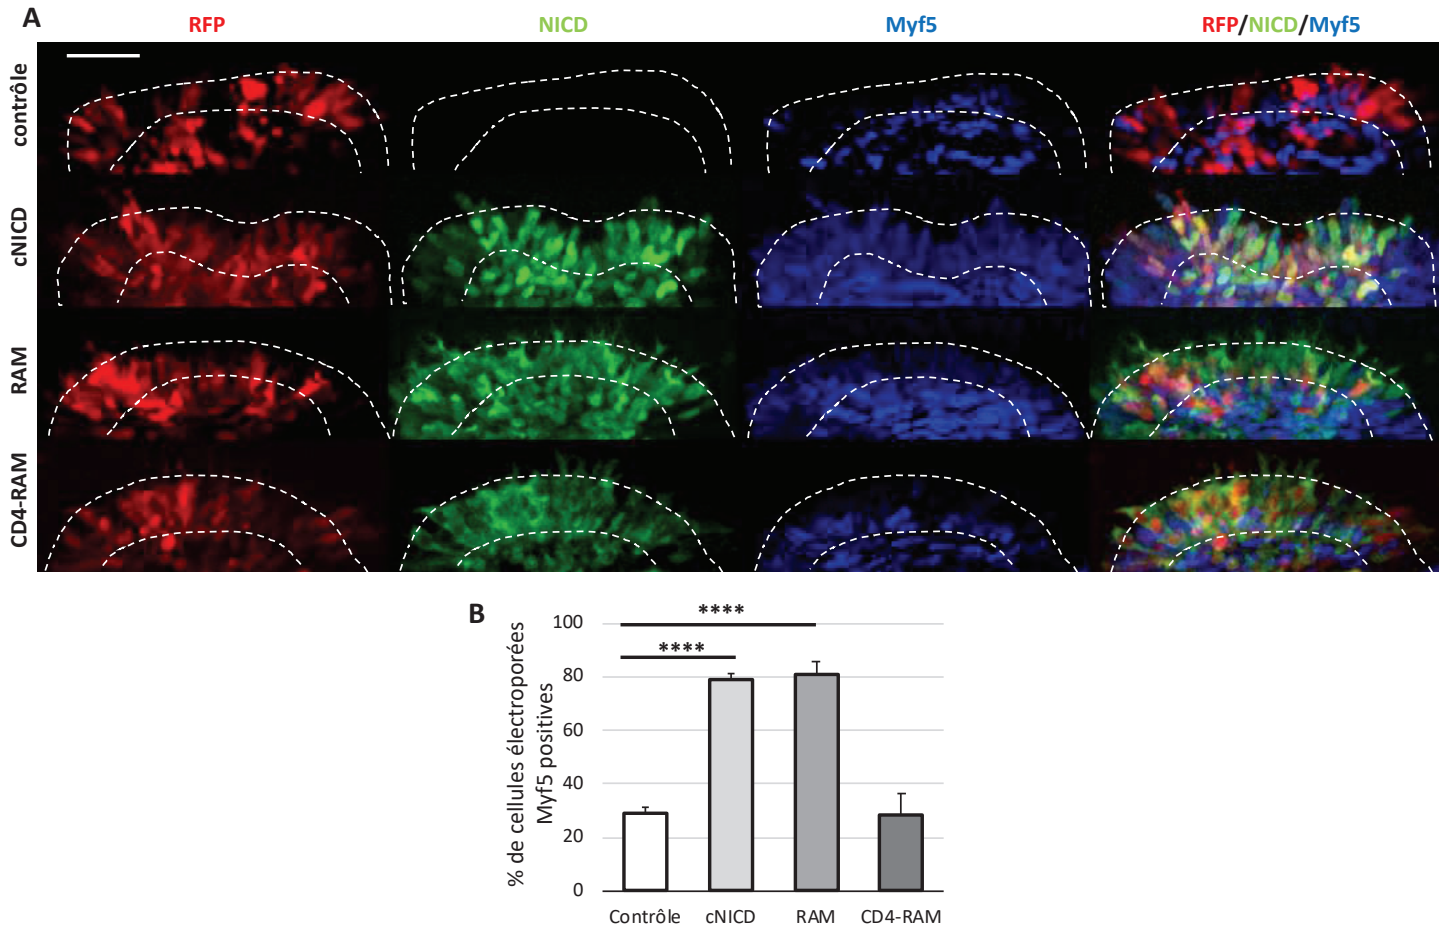 A
RFP
NICD
Myf5
RFP/NICD/Myf5
contrôle
cNICD
RAM
CD4-RAM
B
% de cellules électroporées
Myf5 positives
100
80
60
40
20
0
****
****
Contrôle
cNICD
RAM
CD4-RAM